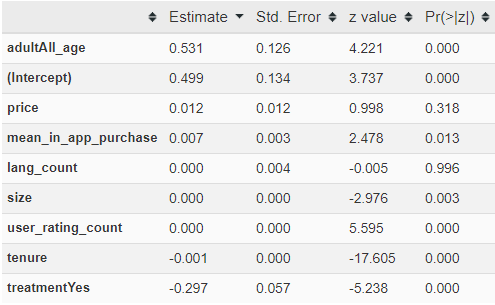 Estimate Std. Error z value Pr(>|z|)
adultAll_age 0.531 0.126 4.221 0.000
(Intercept) 0.499 0.134 3.737 0.000
price 0.012 0.012 0.998 0.318
mean_in_app_purchase 0.007 0.003 2.478 0.013
lang_count 0.000 0.004 -0.005 0.996
size 0.000 0.000 -2.976 0.003
user_rating_count 0.000 0.000 5.595 0.000
tenure -0.001 0.000 -17.605 0.000
treatmentYes -0.297 0.057 -5.238 0.000